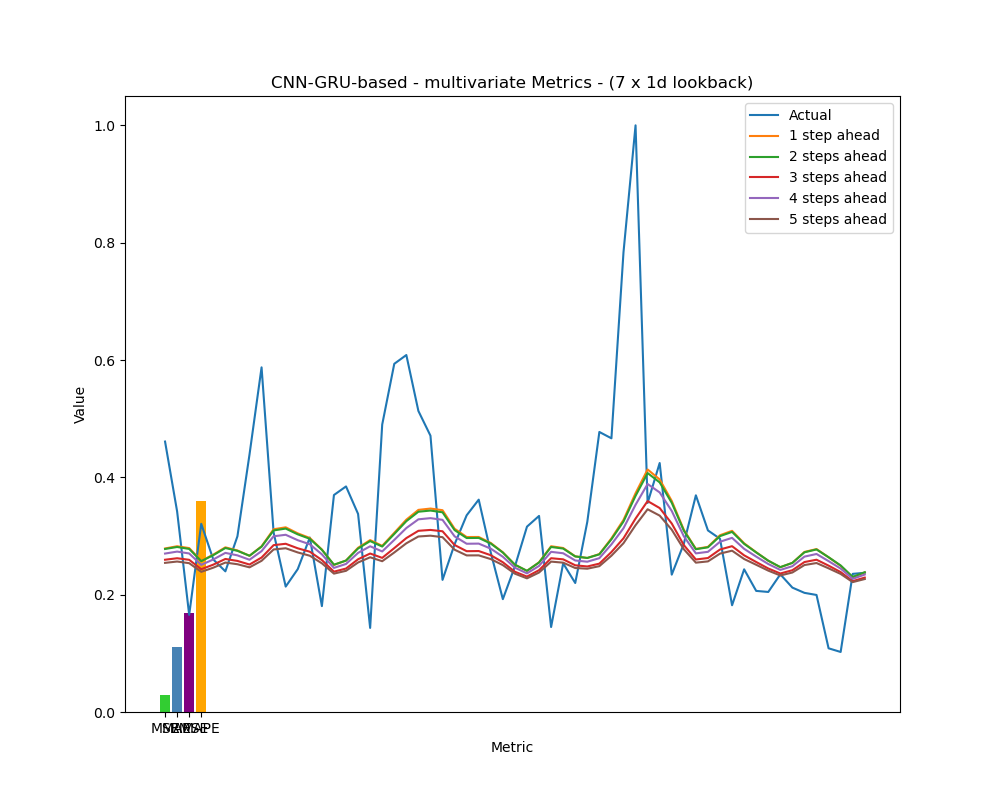 CNN-GRU-based - multivariate Metrics - (7 x 1d lookback)
Actual
1 step ahead
2 steps ahead
3 steps ahead
4 steps ahead
5 steps ahead
1.0
0.8
0.6
0.4
0.2
0.0
Value
Metric